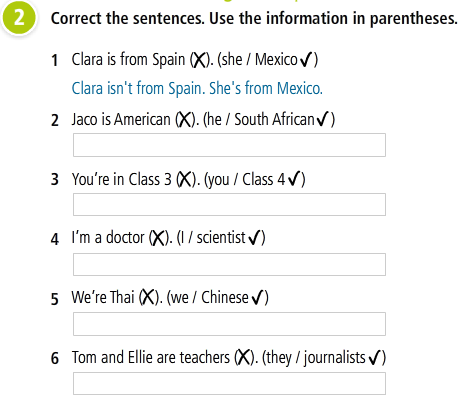 2 Correct the sentences. Use the information in parentheses.
1 Clara is from Spain (✗). (she / Mexico ✓)
Clara isn't from Spain. She's from Mexico.
2 Jaco is American (✗). (he / South African ✓)
3 You're in Class 3 (✗). (you / Class 4 ✓)
4 I'm a doctor (✗). (I / scientist ✓)
5 We're Thai (✗). (we / Chinese ✓)
6 Tom and Ellie are teachers (✗). (they / journalists ✓)